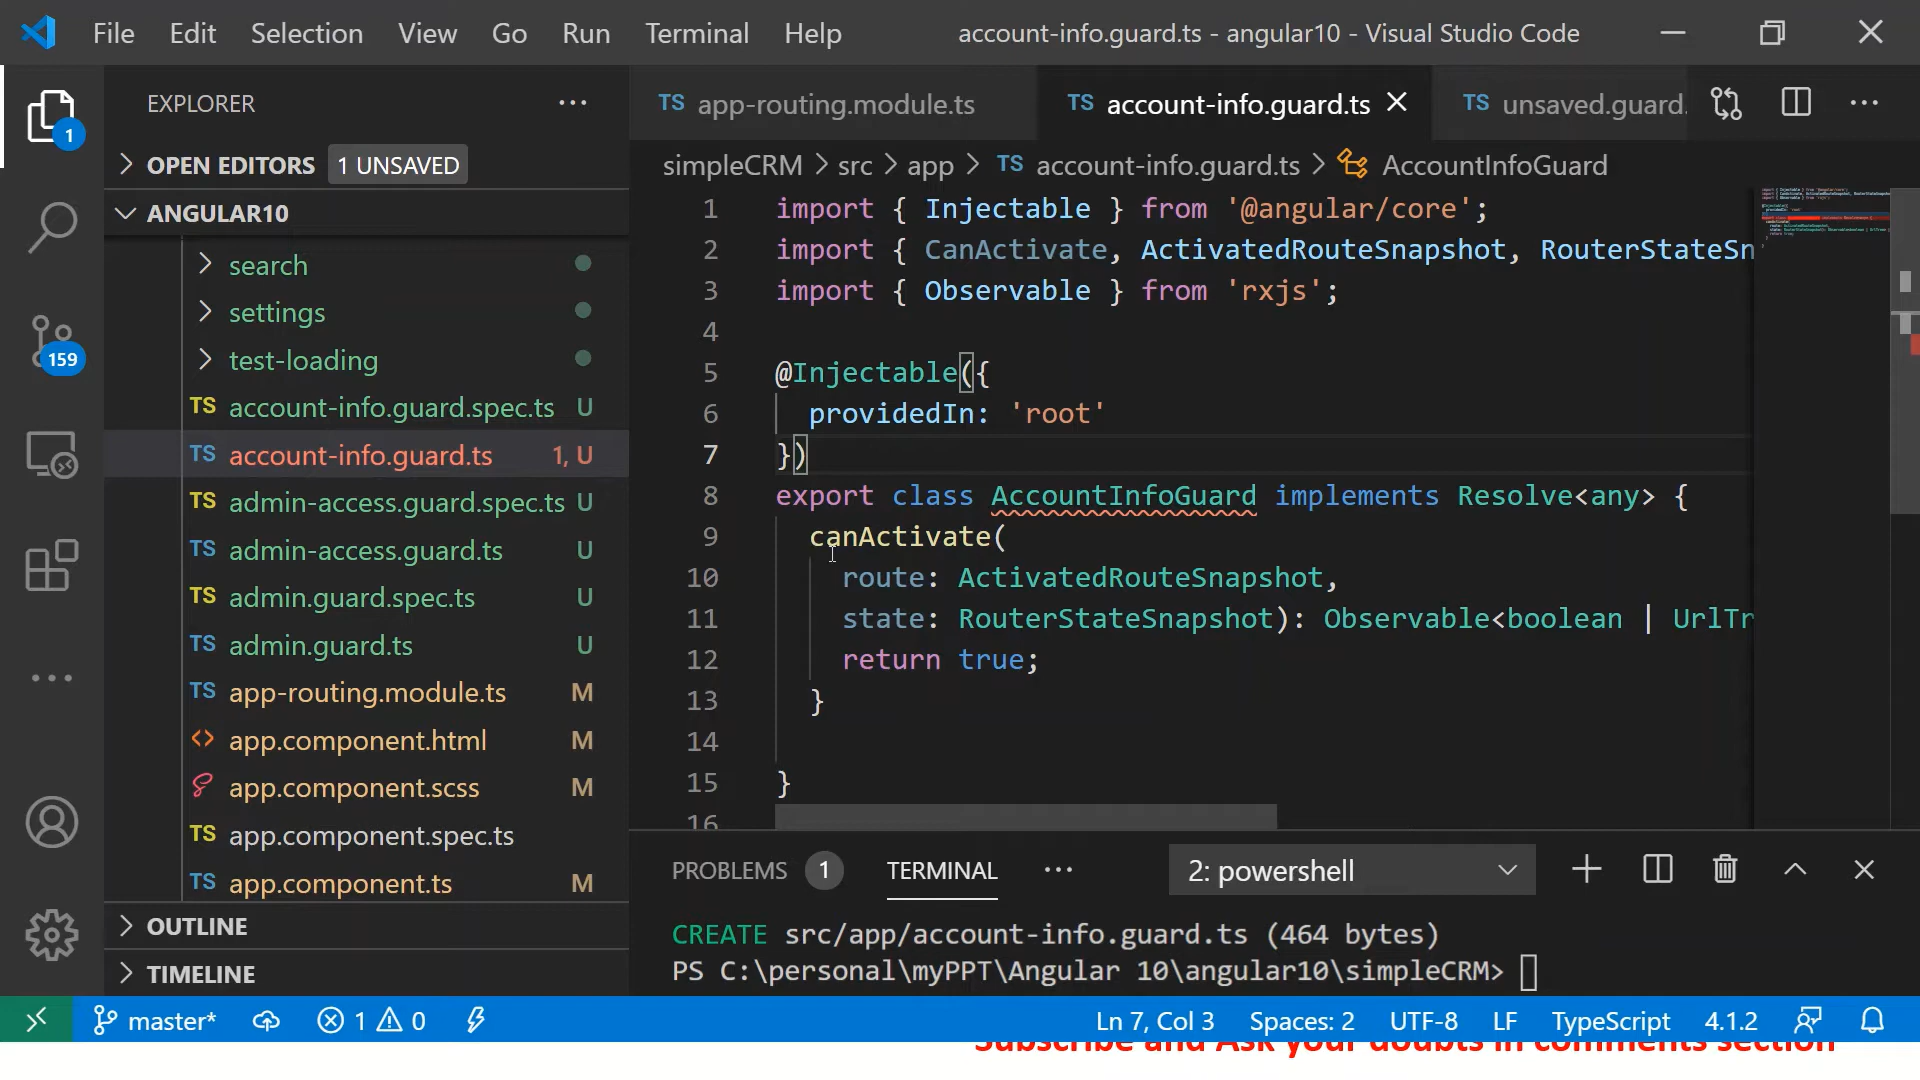 File Edit Selection View Go Run Terminal Help account-info.guard.ts - angular10 - Visual Studio Code
EXPLORER
OPEN EDITORS 1 UNSAVED
ANGULAR10
search
settings
test-loading
TS account-info.guard.spec.ts U
TS account-info.guard.ts 1, U
TS admin-access.guard.spec.ts U
TS admin-access.guard.ts U
TS admin.guard.spec.ts U
TS admin.guard.ts U
TS app-routing.module.ts M
<> app.component.html M
app.component.scss M
TS app.component.spec.ts
TS app.component.ts M
OUTLINE
TIMELINE
1
159
TS app-routing.module.ts TS account-info.guard.ts TS unsaved.guard.
simpleCRM > src > app > TS account-info.guard.ts > AccountInfoGuard
1 import { Injectable } from '@angular/core';
2 import { CanActivate, ActivatedRouteSnapshot, RouterStateSn
3 import { Observable } from 'rxjs';
4
5 @Injectable({
6 providedIn: 'root'
7 })
8 export class AccountInfoGuard implements Resolve<any> {
9 canActivate(
10 route: ActivatedRouteSnapshot,
11 state: RouterStateSnapshot): Observable<boolean | UrlTr
12 return true;
13 }
14
15 }
16
PROBLEMS 1 TERMINAL 2: powershell
CREATE src/app/account-info.guard.ts (464 bytes)
PS C:\personal\myPPT\Angular 10\angular10\simpleCRM>
master* 1 0 Ln 7, Col 3 Spaces: 2 UTF-8 LF TypeScript 4.1.2
Subscribe and Ask your doubts in comments section